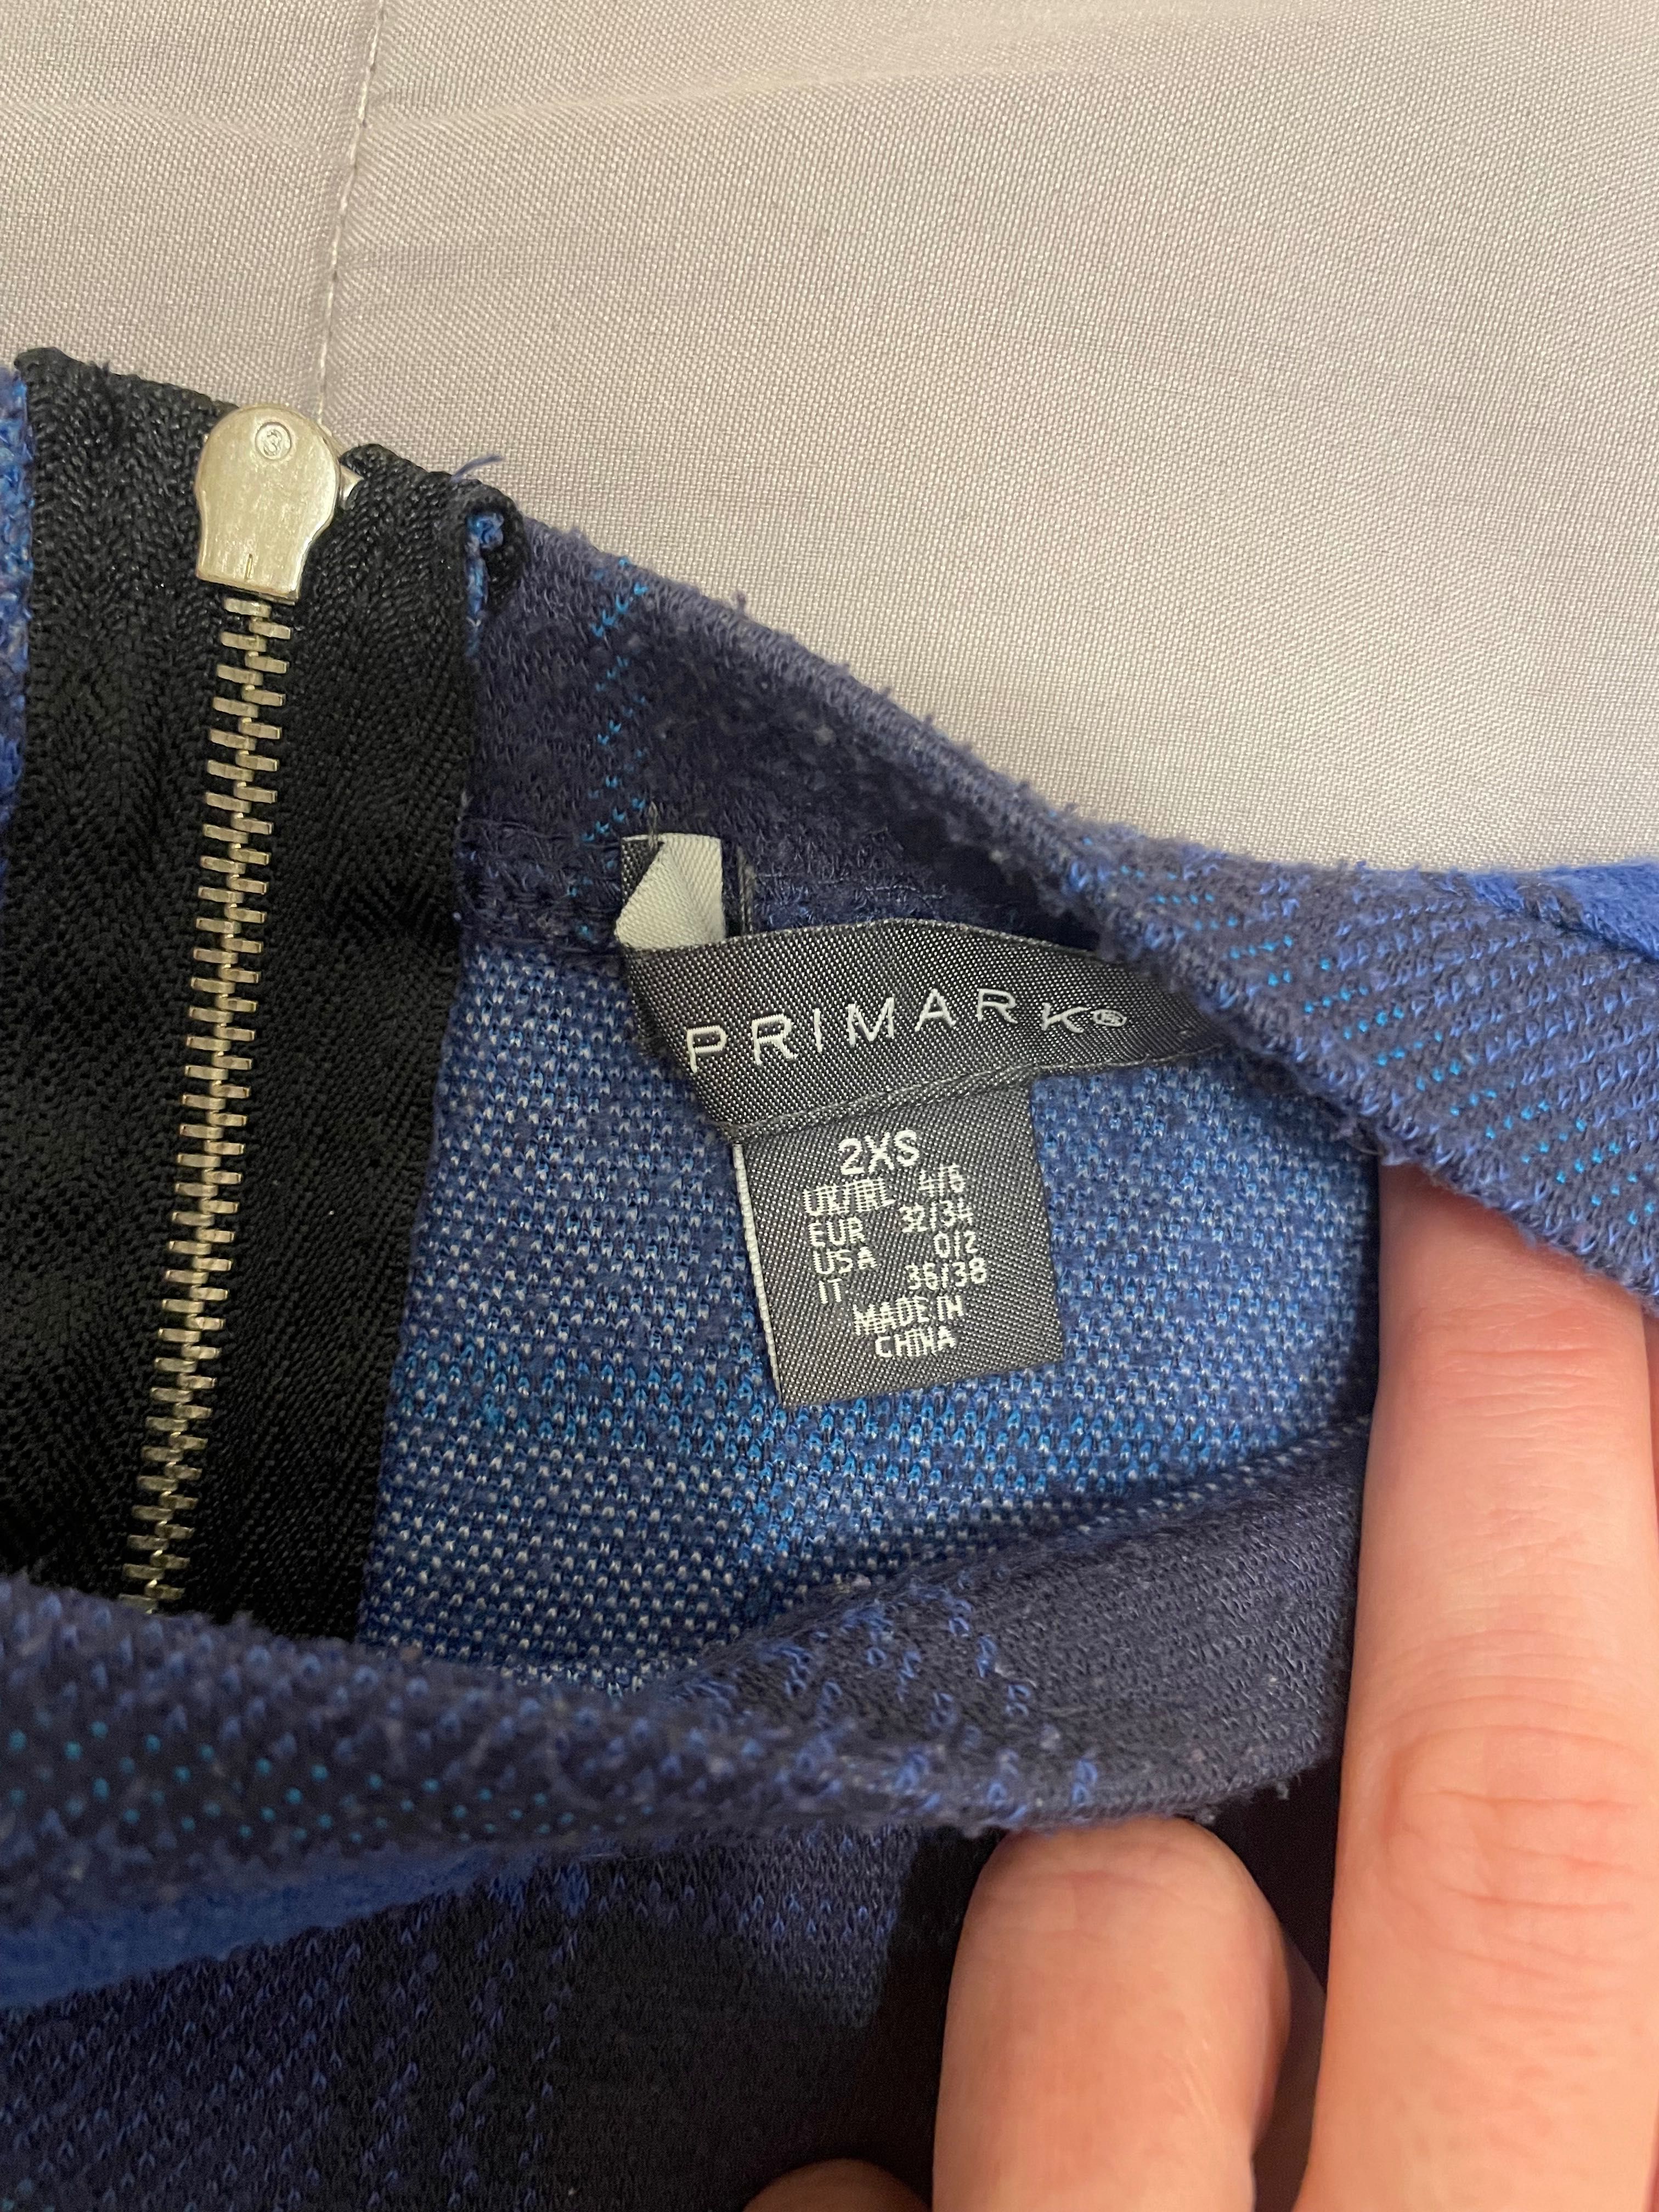 PRIMARK®
2XS
UK/IRL 4/6
EUR 32/34
USA 0/2
IT 36/38
MADE IN
CHINA